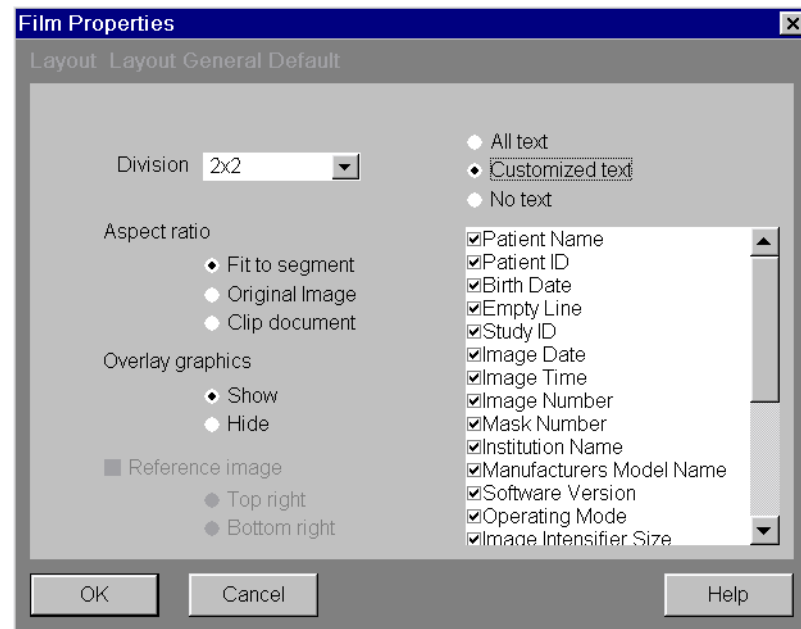 Film Properties
Layout Layout General Default
Division 2x2
Aspect ratio
Fit to segment
Original Image
Clip document
Overlay graphics
Show
Hide
Reference image
Top right
Bottom right
All text
Customized text
No text
Patient Name
Patient ID
Birth Date
Empty Line
Study ID
Image Date
Image Time
Image Number
Mask Number
Institution Name
Manufacturers Model Name
Software Version
Operating Mode
Image Intensifier Size
OK Cancel Help